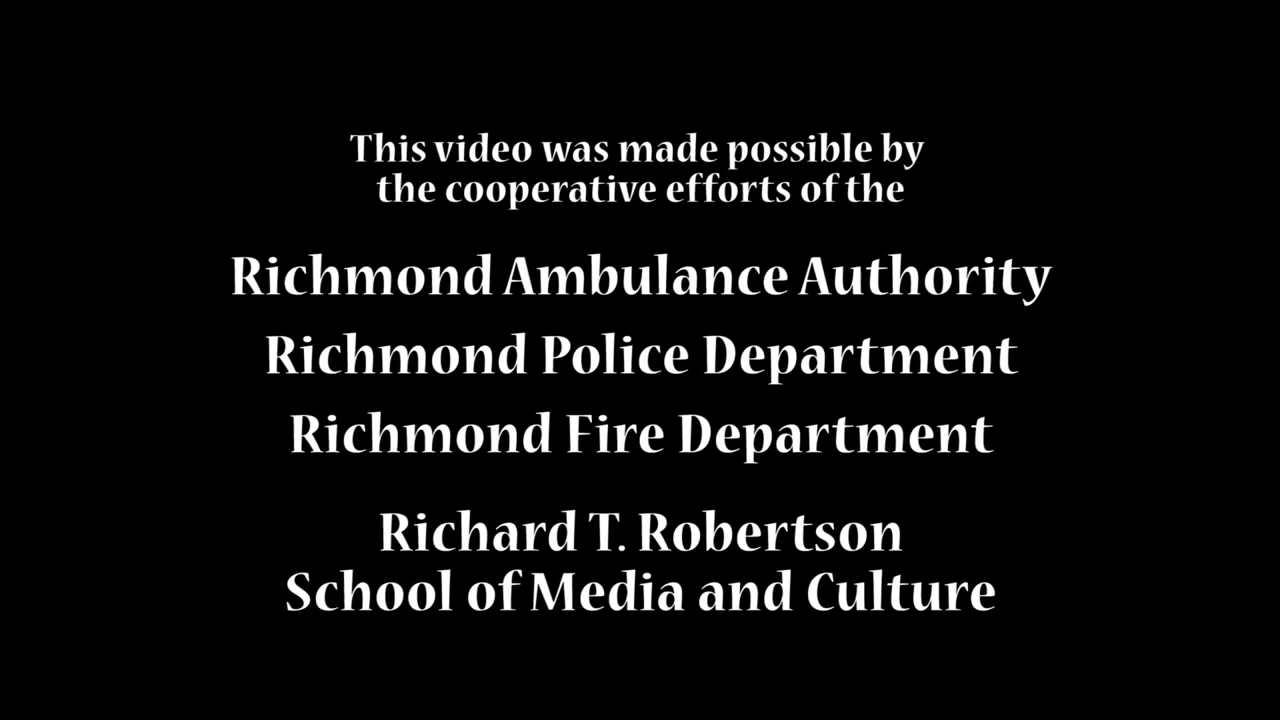 This video was made possible by
the cooperative efforts of the
Richmond Ambulance Authority
Richmond Police Department
Richmond Fire Department
Richard T. Robertson
School of Media and Culture